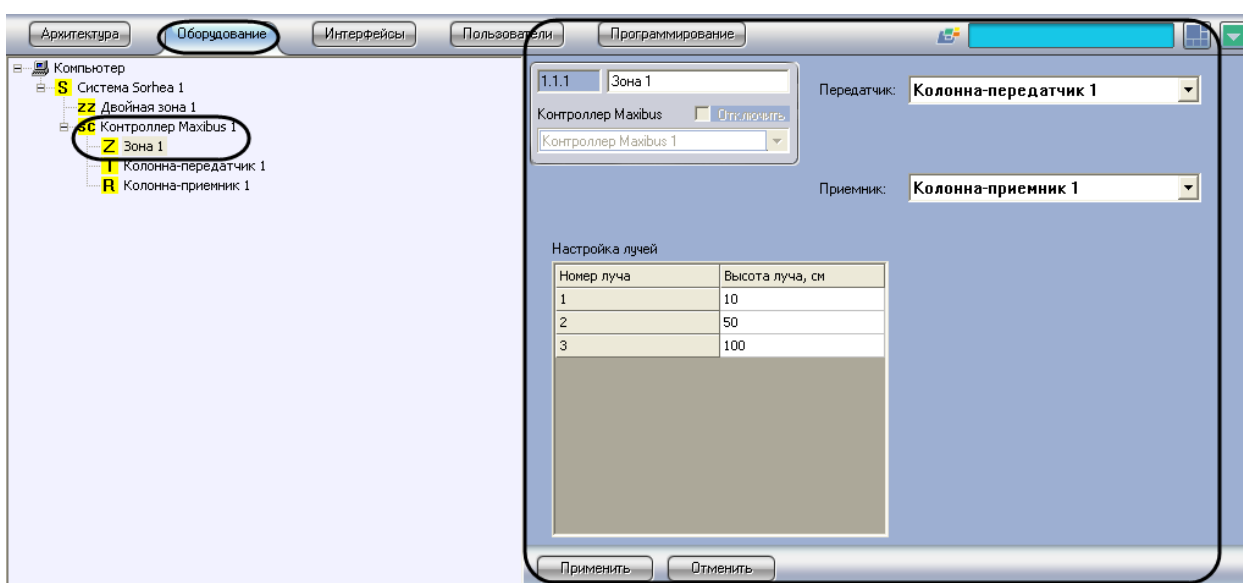 Архитектура Оборудование Интерфейсы Пользователи Программирование
Компьютер
S Система Sorhea 1
ZZ Двойная зона 1
SC Контроллер Maxibus 1
Z Зона 1
T Колонна-передатчик 1
R Колонна-приемник 1
1.1.1 Зона 1
Контроллер Maxibus Отключить
Контроллер Maxibus 1
Передатчик: Колонна-передатчик 1
Приемник: Колонна-приемник 1
Настройка лучей
Номер луча Высота луча, см
1 10
2 50
3 100
Применить Отменить